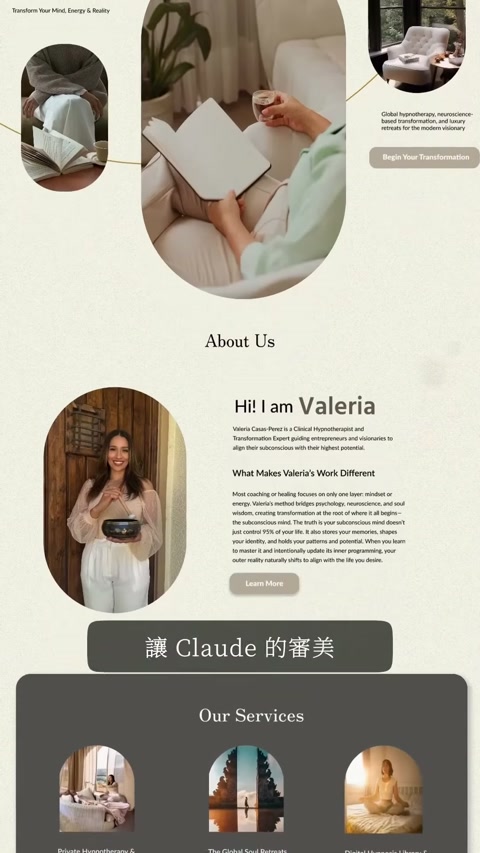 Transform Your Mind, Energy & Reality
Global hypnotherapy, neuroscience-
based transformation, and luxury
retreats for the modern visionary
Begin Your Transformation
About Us
Hi! I am Valeria
Valeria Casas-Perez is a Clinical Hypnotherapist and
Transformation Expert guiding entrepreneurs and visionaries to
align their subconscious with their highest potential.
What Makes Valeria's Work Different
Most coaching or healing focuses on only one layer: mindset or
energy. Valeria's method bridges psychology, neuroscience, and soul
wisdom, creating transformation at the root of where it all begins—
the subconscious mind. The truth is your subconscious mind doesn't
just control 95% of your life. It also stores your memories, shapes
your identity, and holds your patterns and potential. When you learn
to master it and intentionally update its inner programming, your
outer reality naturally shifts to align with the life you desire.
Learn More
讓 Claude 的審美
Our Services
Private Hypnotherapy &
The Global Soul Retreats
Digital Hypnosis Library &